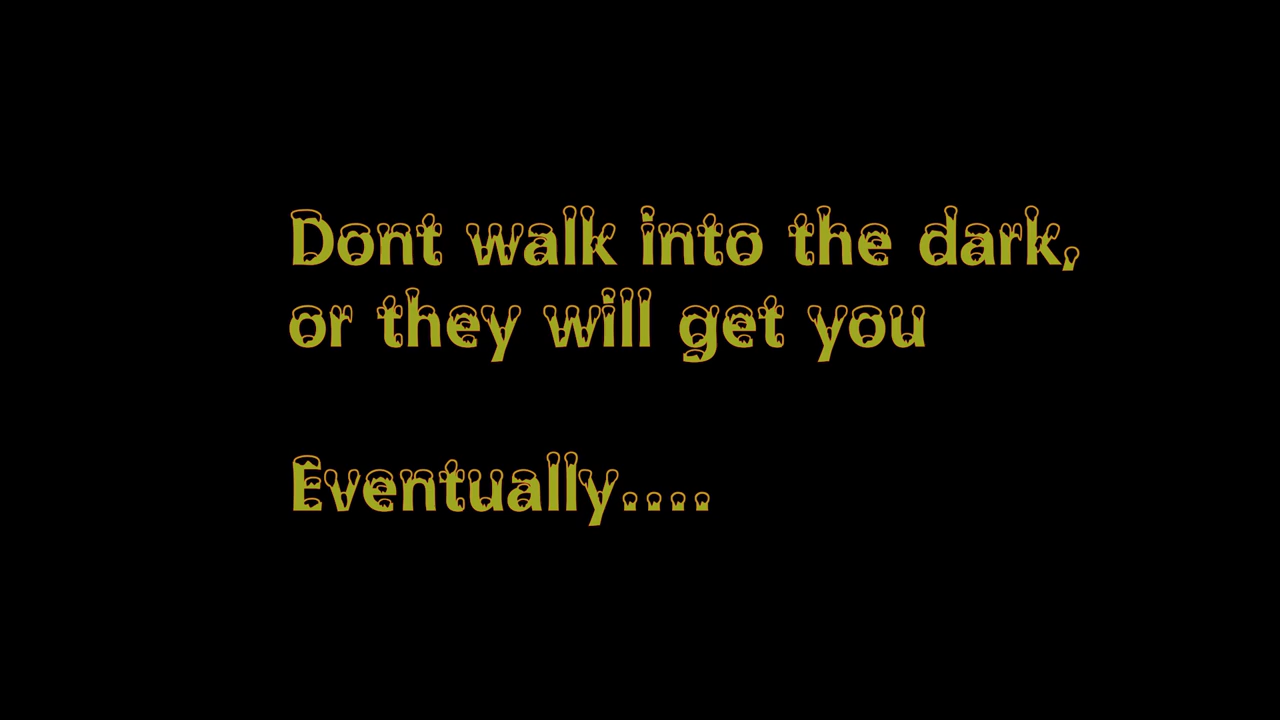 Dont walk into the dark,
or they will get you
Eventually....